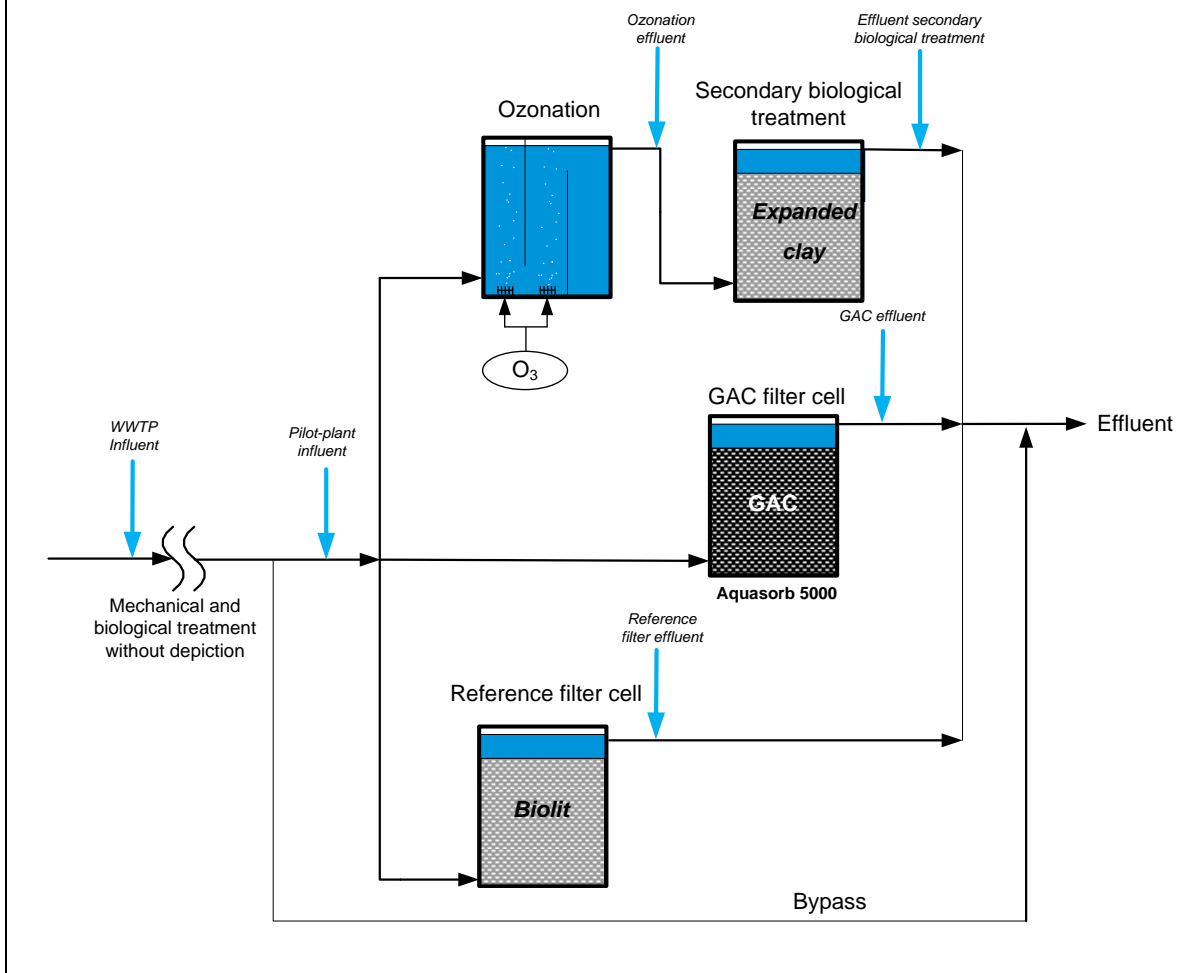 Ozonation
effluent
Effluent secondary
biological treatment
Ozonation
Secondary biological
treatment
Expanded
clay
O₃
GAC effluent
GAC filter cell
GAC
Aquasorb 5000
Effluent
WWTP
Influent
Pilot-plant
influent
Mechanical and
biological treatment
without depiction
Reference
filter effluent
Reference filter cell
Biolit
Bypass